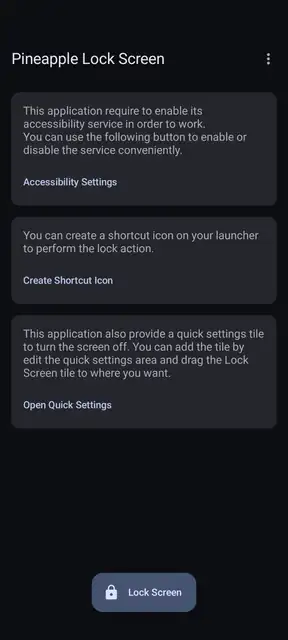 Pineapple Lock Screen
This application require to enable its
accessibility service in order to work.
You can use the following button to enable or
disable the service conveniently.
Accessibility Settings
You can create a shortcut icon on your launcher
to perform the lock action.
Create Shortcut Icon
This application also provide a quick settings tile
to turn the screen off. You can add the tile by
edit the quick settings area and drag the Lock
Screen tile to where you want.
Open Quick Settings
Lock Screen